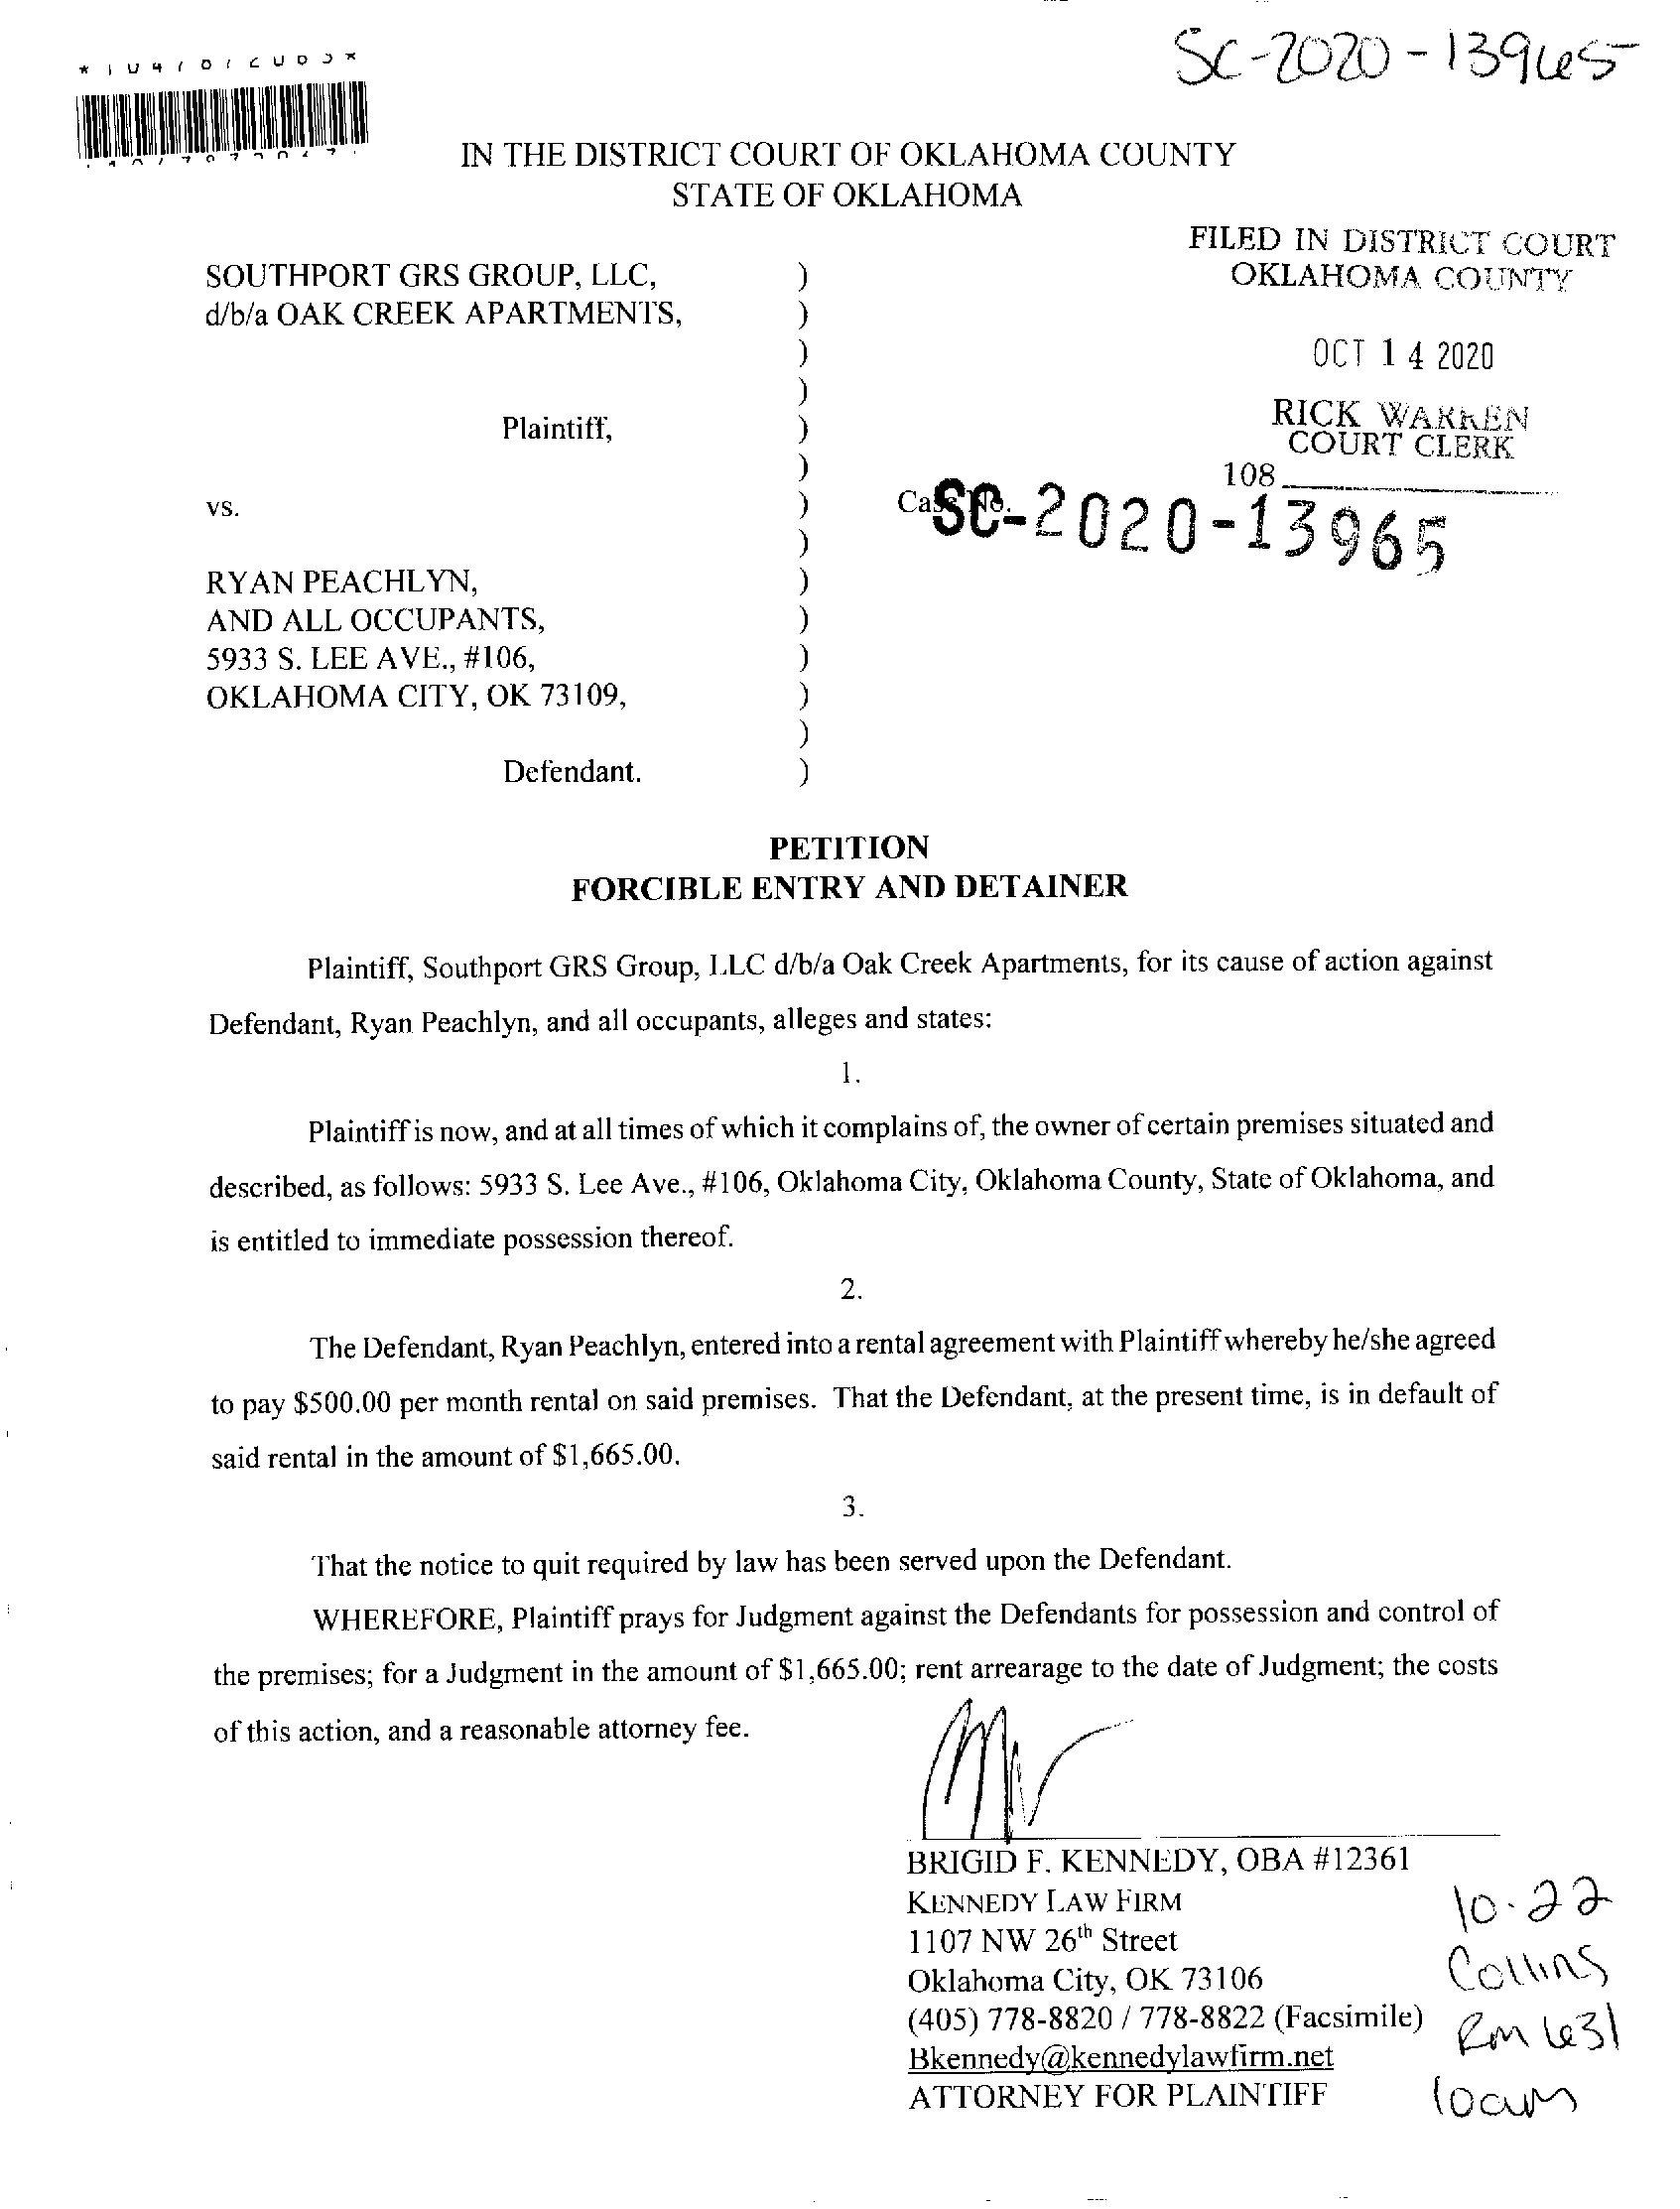 SC-2020-13965
IN THE DISTRICT COURT OF OKLAHOMA COUNTY
STATE OF OKLAHOMA
FILED IN DISTRICT COURT
OKLAHOMA COUNTY
SOUTHPORT GRS GROUP, LLC, )
d/b/a OAK CREEK APARTMENTS, )
)
OCT 14 2020
)
Plaintiff, )
RICK WARREN
COURT CLERK
)
108
vs. )
Case No.
SC-2020-13965
)
RYAN PEACHLYN, )
AND ALL OCCUPANTS, )
5933 S. LEE AVE., #106, )
OKLAHOMA CITY, OK 73109, )
)
Defendant. )
PETITION
FORCIBLE ENTRY AND DETAINER
Plaintiff, Southport GRS Group, LLC d/b/a Oak Creek Apartments, for its cause of action against
Defendant, Ryan Peachlyn, and all occupants, alleges and states:
1.
Plaintiff is now, and at all times of which it complains of, the owner of certain premises situated and
described, as follows: 5933 S. Lee Ave., #106, Oklahoma City, Oklahoma County, State of Oklahoma, and
is entitled to immediate possession thereof.
2.
The Defendant, Ryan Peachlyn, entered into a rental agreement with Plaintiff whereby he/she agreed
to pay $500.00 per month rental on said premises. That the Defendant, at the present time, is in default of
said rental in the amount of $1,665.00.
3.
That the notice to quit required by law has been served upon the Defendant.
WHEREFORE, Plaintiff prays for Judgment against the Defendants for possession and control of
the premises; for a Judgment in the amount of $1,665.00; rent arrearage to the date of Judgment; the costs
of this action, and a reasonable attorney fee.
BRIGID F. KENNEDY, OBA #12361
KENNEDY LAW FIRM
1107 NW 26th Street
Oklahoma City, OK 73106
(405) 778-8820 / 778-8822 (Facsimile)
Bkennedy@kennedylawfirm.net
ATTORNEY FOR PLAINTIFF
10-22
Collins
Rm 631
10am